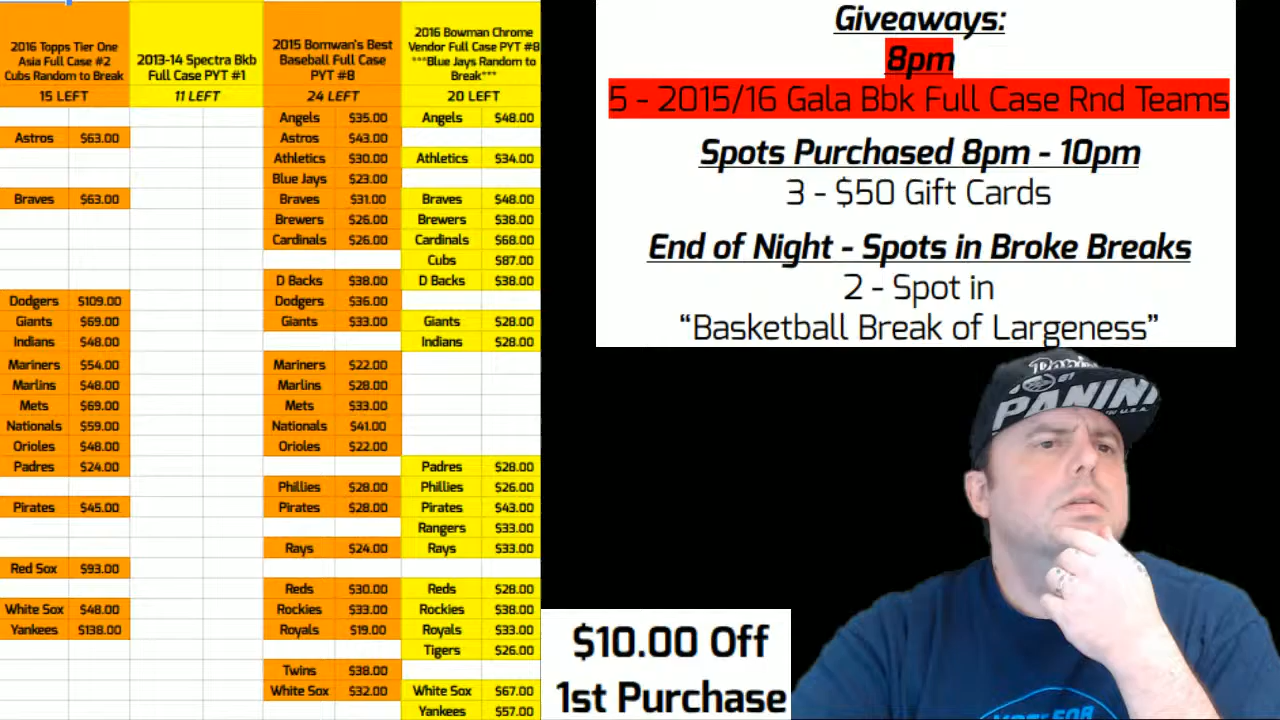 2016 Topps Tier One
Asia Full Case #2
Cubs Random to Break
15 LEFT
Astros $63.00
Braves $63.00
Dodgers $109.00
Giants $69.00
Indians $48.00
Mariners $54.00
Marlins $48.00
Mets $69.00
Nationals $59.00
Orioles $48.00
Padres $24.00
Pirates $45.00
Red Sox $93.00
White Sox $48.00
Yankees $138.00
2013-14 Spectra Bkb
Full Case PYT #1
11 LEFT
2015 Bomwan's Best
Baseball Full Case
PYT #8
24 LEFT
Angels $35.00
Astros $43.00
Athletics $30.00
Blue Jays $23.00
Braves $31.00
Brewers $26.00
Cardinals $26.00
D Backs $38.00
Dodgers $36.00
Giants $33.00
Mariners $22.00
Marlins $28.00
Mets $33.00
Nationals $41.00
Orioles $22.00
Phillies $28.00
Pirates $28.00
Rays $24.00
Reds $30.00
Rockies $33.00
Royals $19.00
Twins $38.00
White Sox $32.00
2016 Bowman Chrome
Vendor Full Case PYT #8
***Blue Jays Random to
Break***
20 LEFT
Angels $48.00
Athletics $34.00
Braves $48.00
Brewers $38.00
Cardinals $68.00
Cubs $87.00
D Backs $38.00
Giants $28.00
Indians $28.00
Padres $28.00
Phillies $26.00
Pirates $43.00
Rangers $33.00
Rays $33.00
Reds $28.00
Rockies $38.00
Royals $33.00
Tigers $26.00
White Sox $67.00
Yankees $57.00
Giveaways:
8pm
5 - 2015/16 Gala Bbk Full Case Rnd Teams
Spots Purchased 8pm - 10pm
3 - $50 Gift Cards
End of Night - Spots in Broke Breaks
2 - Spot in
“Basketball Break of Largeness”
PANINI
$10.00 Off
1st Purchase